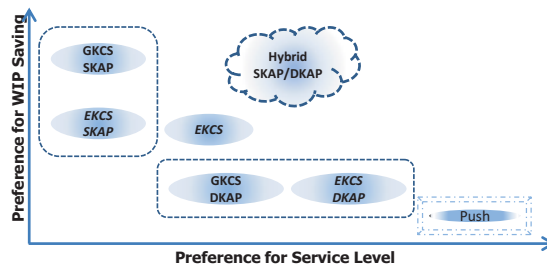 Preference for WIP Saving
GKCS
SKAP
Hybrid
SKAP/DKAP
EKCS
SKAP
EKCS
GKCS
DKAP
EKCS
DKAP
Push
Preference for Service Level